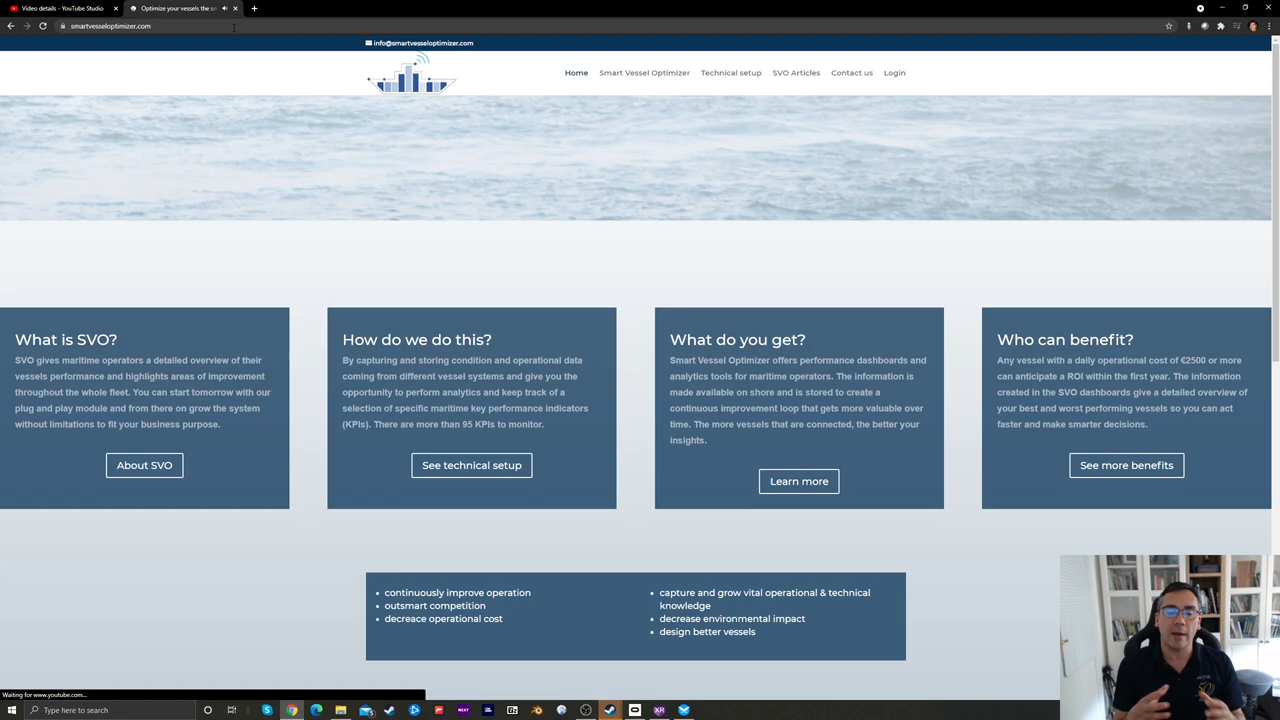 Video details - YouTube Studio
Optimize your vessels the sm
smartvesseloptimizer.com
info@smartvesseloptimizer.com
Home
Smart Vessel Optimizer
Technical setup
SVO Articles
Contact us
Login
What is SVO?
SVO gives maritime operators a detailed overview of their
vessels performance and highlights areas of improvement
throughout the whole fleet. You can start tomorrow with our
plug and play module and from there on grow the system
without limitations to fit your business purpose.
About SVO
How do we do this?
By capturing and storing condition and operational data
coming from different vessel systems and give you the
opportunity to perform analytics and keep track of a
selection of specific maritime key performance indicators
(KPIs). There are more than 95 KPIs to monitor.
See technical setup
What do you get?
Smart Vessel Optimizer offers performance dashboards and
analytics tools for maritime operators. The information is
made available on shore and is stored to create a
continuous improvement loop that gets more valuable over
time. The more vessels that are connected, the better your
insights.
Learn more
Who can benefit?
Any vessel with a daily operational cost of €2500 or more
can anticipate a ROI within the first year. The information
created in the SVO dashboards give a detailed overview of
your best and worst performing vessels so you can act
faster and make smarter decisions.
See more benefits
continuously improve operation
outsmart competition
decreace operational cost
capture and grow vital operational & technical
knowledge
decrease environmental impact
design better vessels
Waiting for www.youtube.com...
Type here to search